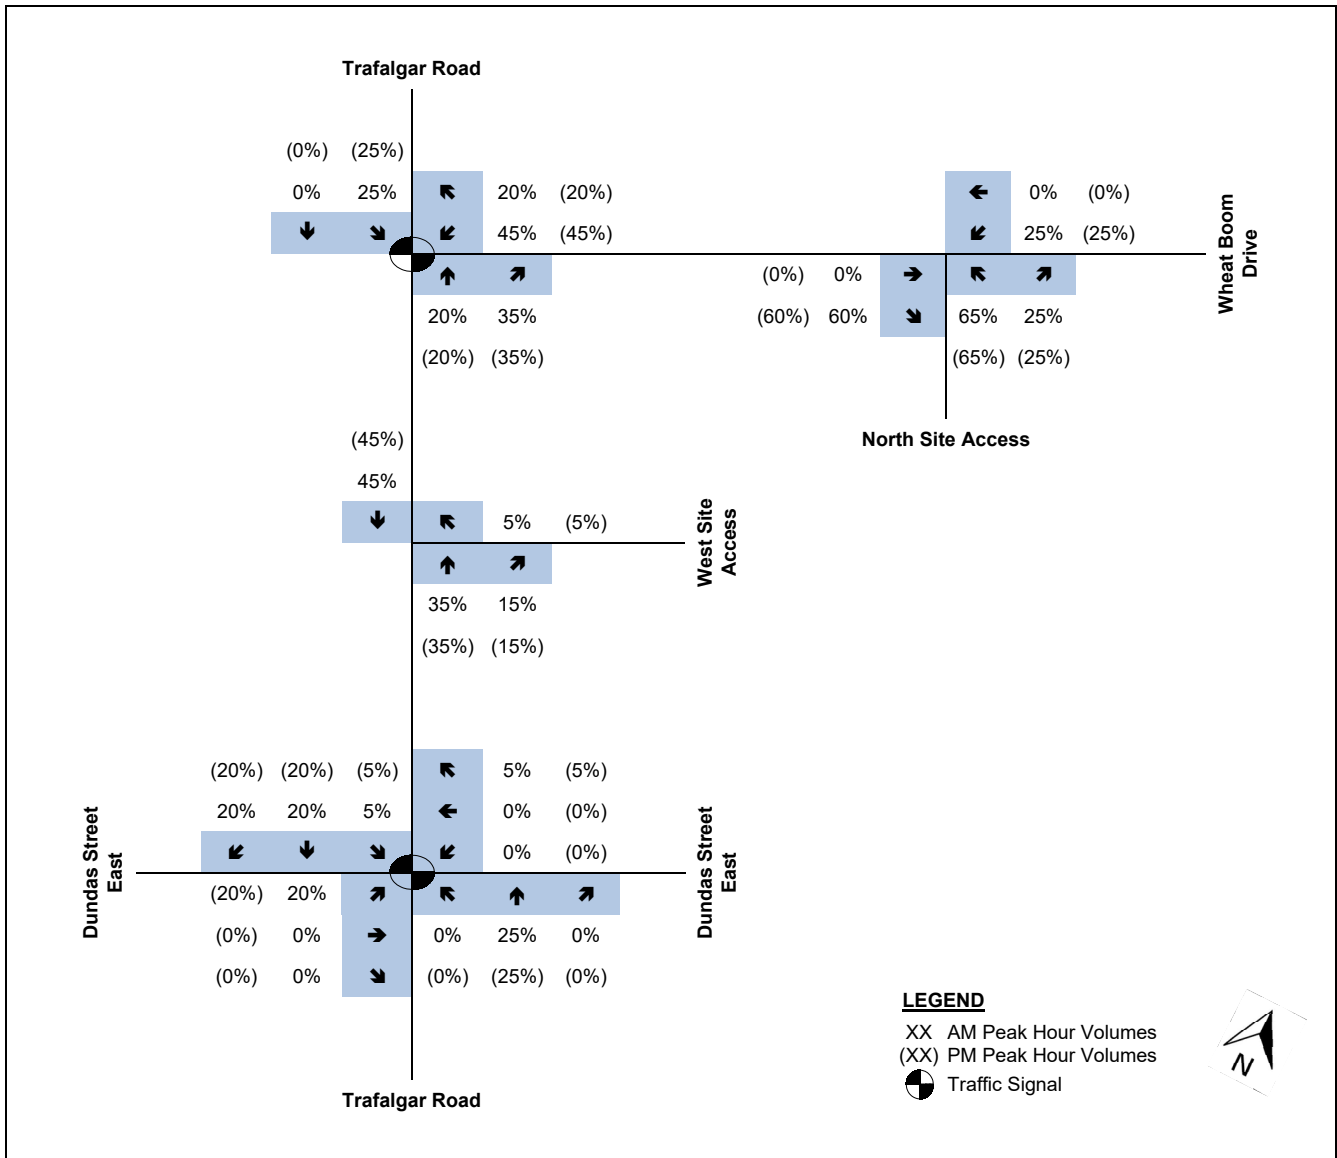 Trafalgar Road
(0%) (25%)
0% 25% 20% (20%)
45% (45%)
20% 35%
(20%) (35%)
0% (0%)
25% (25%)
(0%) 0%
(60%) 60% 65% 25%
(65%) (25%)
Wheat Boom
Drive
North Site Access
(45%)
45%
5% (5%)
35% 15%
(35%) (15%)
West Site
Access
(20%) (20%) (5%) 5% (5%)
20% 20% 5% 0% (0%)
0% (0%)
Dundas Street
East
Dundas Street
East
(20%) 20%
(0%) 0% 0% 25% 0%
(0%) 0% (0%) (25%) (0%)
Trafalgar Road
LEGEND
XX AM Peak Hour Volumes
(XX) PM Peak Hour Volumes
Traffic Signal
N